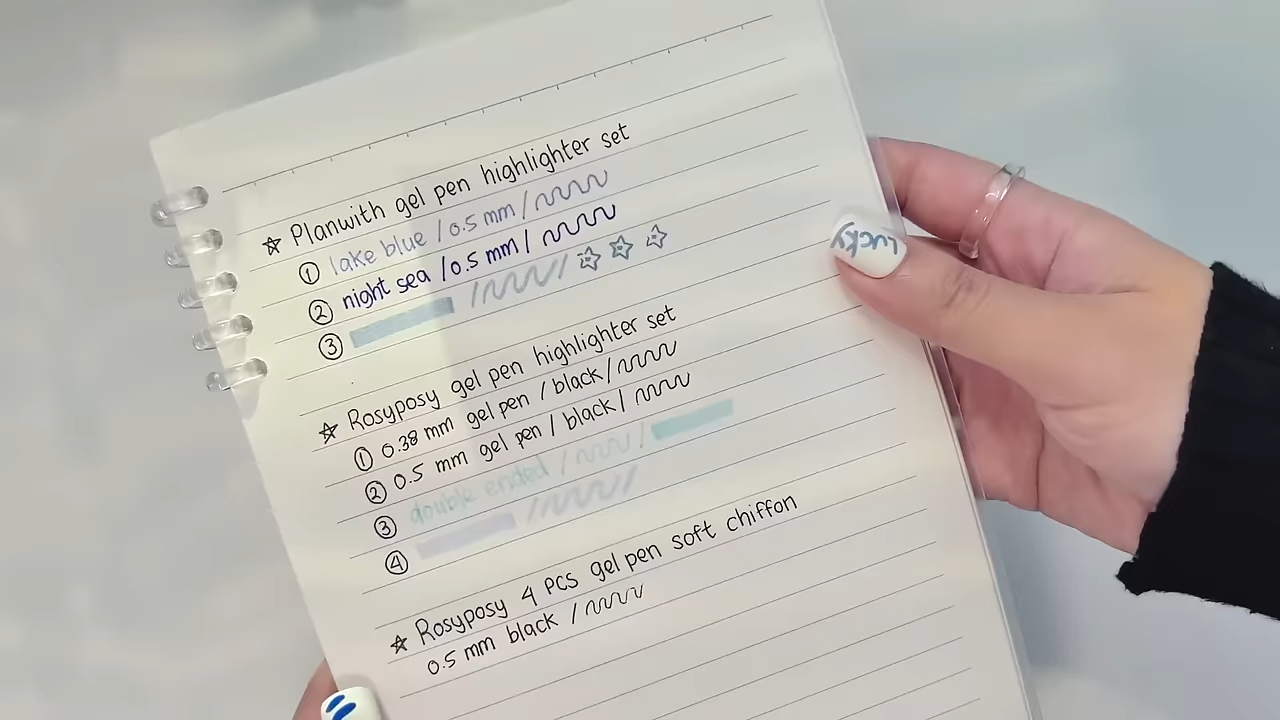 ☆ Planwith gel pen highlighter set
① lake blue / 0.5 mm /
② night sea / 0.5 mm /
③
☆ Rosyposy gel pen highlighter set
① 0.38 mm gel pen / black /
② 0.5 mm gel pen / black /
③ double ended /
④
☆ Rosyposy 4 pcs gel pen soft chiffon
0.5 mm black /
Lucky